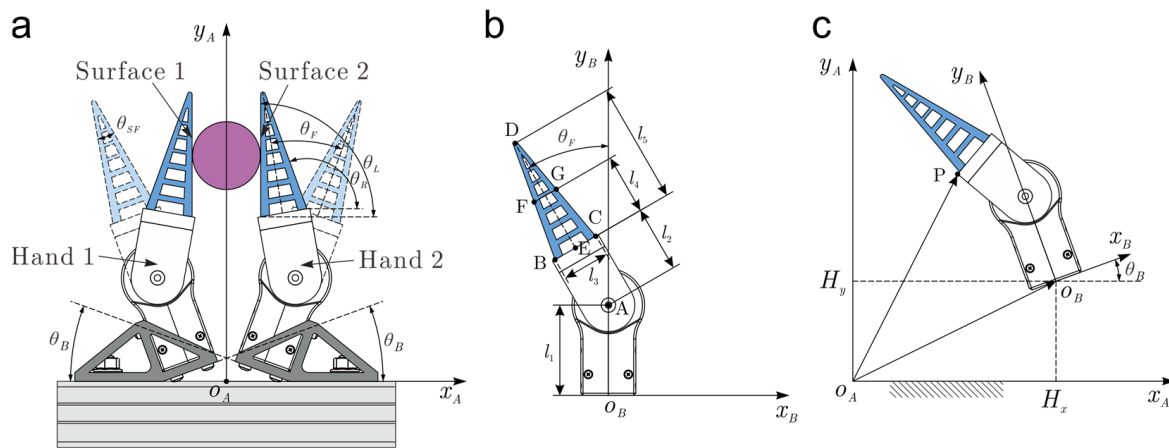 a
y_A
Surface 1
Surface 2
θ_SF
θ_F
θ_L
θ_R
Hand 1
Hand 2
θ_B
θ_B
o_A
x_A
b
y_B
D
θ_F
l_5
G
l_4
F
C
l_2
E
B
l_3
A
l_1
o_B
x_B
c
y_A
y_B
P
x_B
θ_B
H_y
o_B
o_A
H_x
x_A